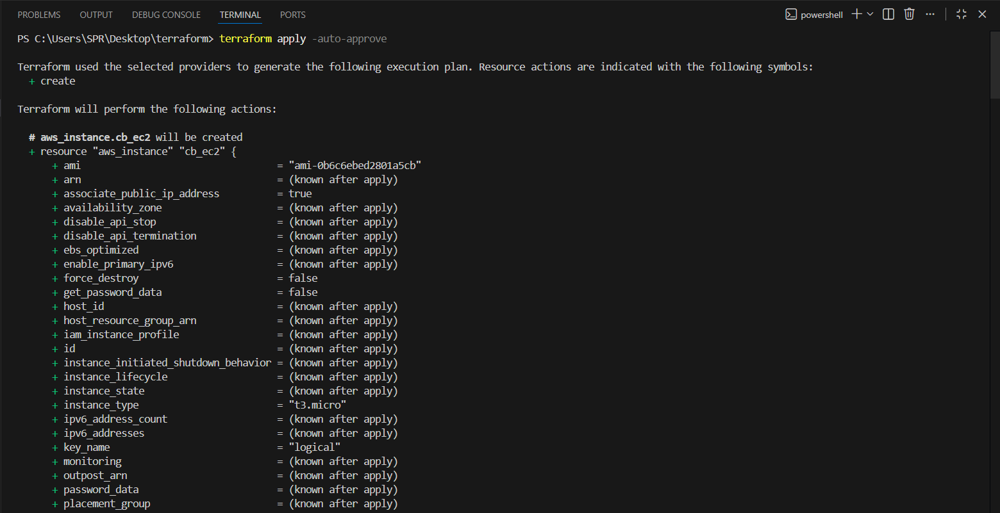 PROBLEMS OUTPUT DEBUG CONSOLE TERMINAL PORTS powershell
PS C:\Users\SPR\Desktop\terraform> terraform apply -auto-approve
Terraform used the selected providers to generate the following execution plan. Resource actions are indicated with the following symbols:
+ create
Terraform will perform the following actions:
# aws_instance.cb_ec2 will be created
+ resource "aws_instance" "cb_ec2" {
+ ami = "ami-0b6c6ebed2801a5cb"
+ arn = (known after apply)
+ associate_public_ip_address = true
+ availability_zone = (known after apply)
+ disable_api_stop = (known after apply)
+ disable_api_termination = (known after apply)
+ ebs_optimized = (known after apply)
+ enable_primary_ipv6 = (known after apply)
+ force_destroy = false
+ get_password_data = false
+ host_id = (known after apply)
+ host_resource_group_arn = (known after apply)
+ iam_instance_profile = (known after apply)
+ id = (known after apply)
+ instance_initiated_shutdown_behavior = (known after apply)
+ instance_lifecycle = (known after apply)
+ instance_state = (known after apply)
+ instance_type = "t3.micro"
+ ipv6_address_count = (known after apply)
+ ipv6_addresses = (known after apply)
+ key_name = "logical"
+ monitoring = (known after apply)
+ outpost_arn = (known after apply)
+ password_data = (known after apply)
+ placement_group = (known after apply)